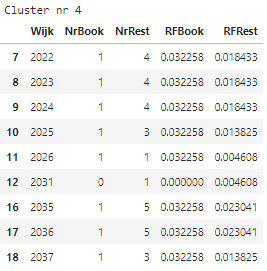 Cluster nr 4
Wijk NrBook NrRest RFBook RFRest
7 2022 1 4 0.032258 0.018433
8 2023 1 4 0.032258 0.018433
9 2024 1 4 0.032258 0.018433
10 2025 1 3 0.032258 0.013825
11 2026 1 1 0.032258 0.004608
12 2031 0 1 0.000000 0.004608
16 2035 1 5 0.032258 0.023041
17 2036 1 5 0.032258 0.023041
18 2037 1 3 0.032258 0.013825